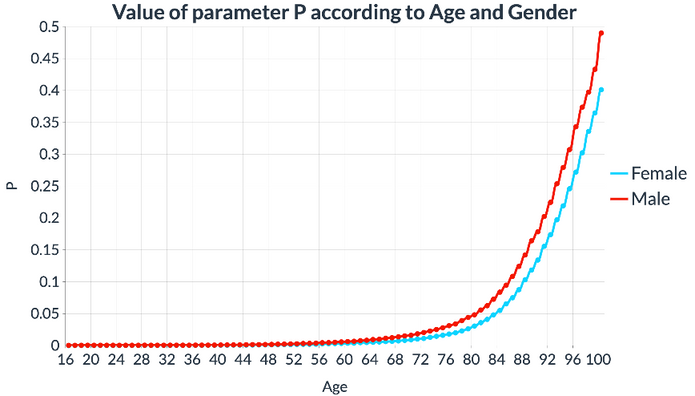 Value of parameter P according to Age and Gender
0.5
0.45
0.4
0.35
0.3
0.25
0.2
0.15
0.1
0.05
0
P
16 20 24 28 32 36 40 44 48 52 56 60 64 68 72 76 80 84 88 92 96 100
Age
Female
Male